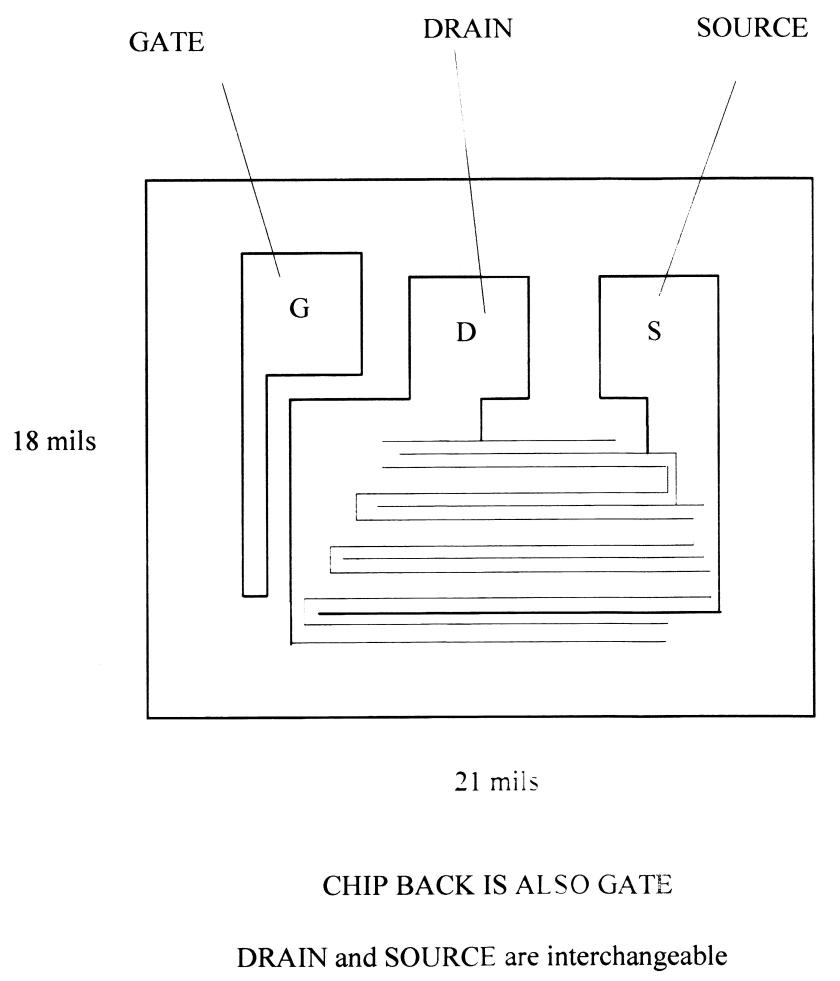 GATE DRAIN SOURCE
G D S
18 mils
21 mils
CHIP BACK IS ALSO GATE
DRAIN and SOURCE are interchangeable